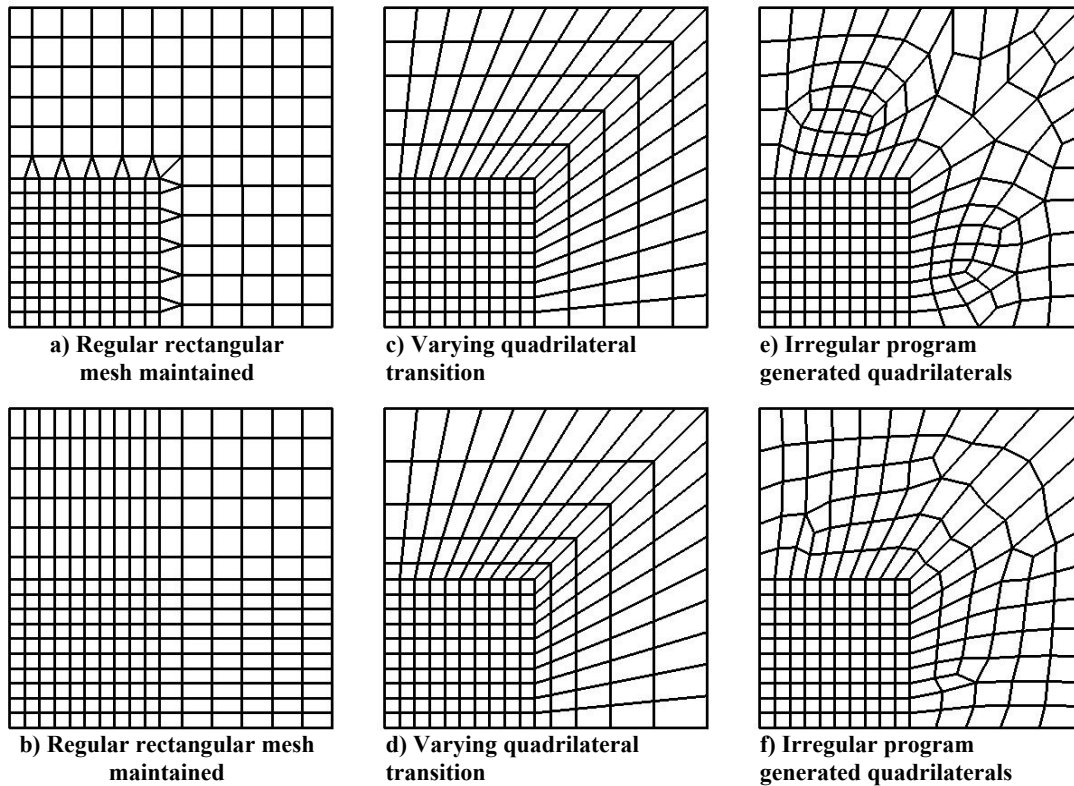 a) Regular rectangular
mesh maintained
c) Varying quadrilateral
transition
e) Irregular program
generated quadrilaterals
b) Regular rectangular mesh
maintained
d) Varying quadrilateral
transition
f) Irregular program
generated quadrilaterals